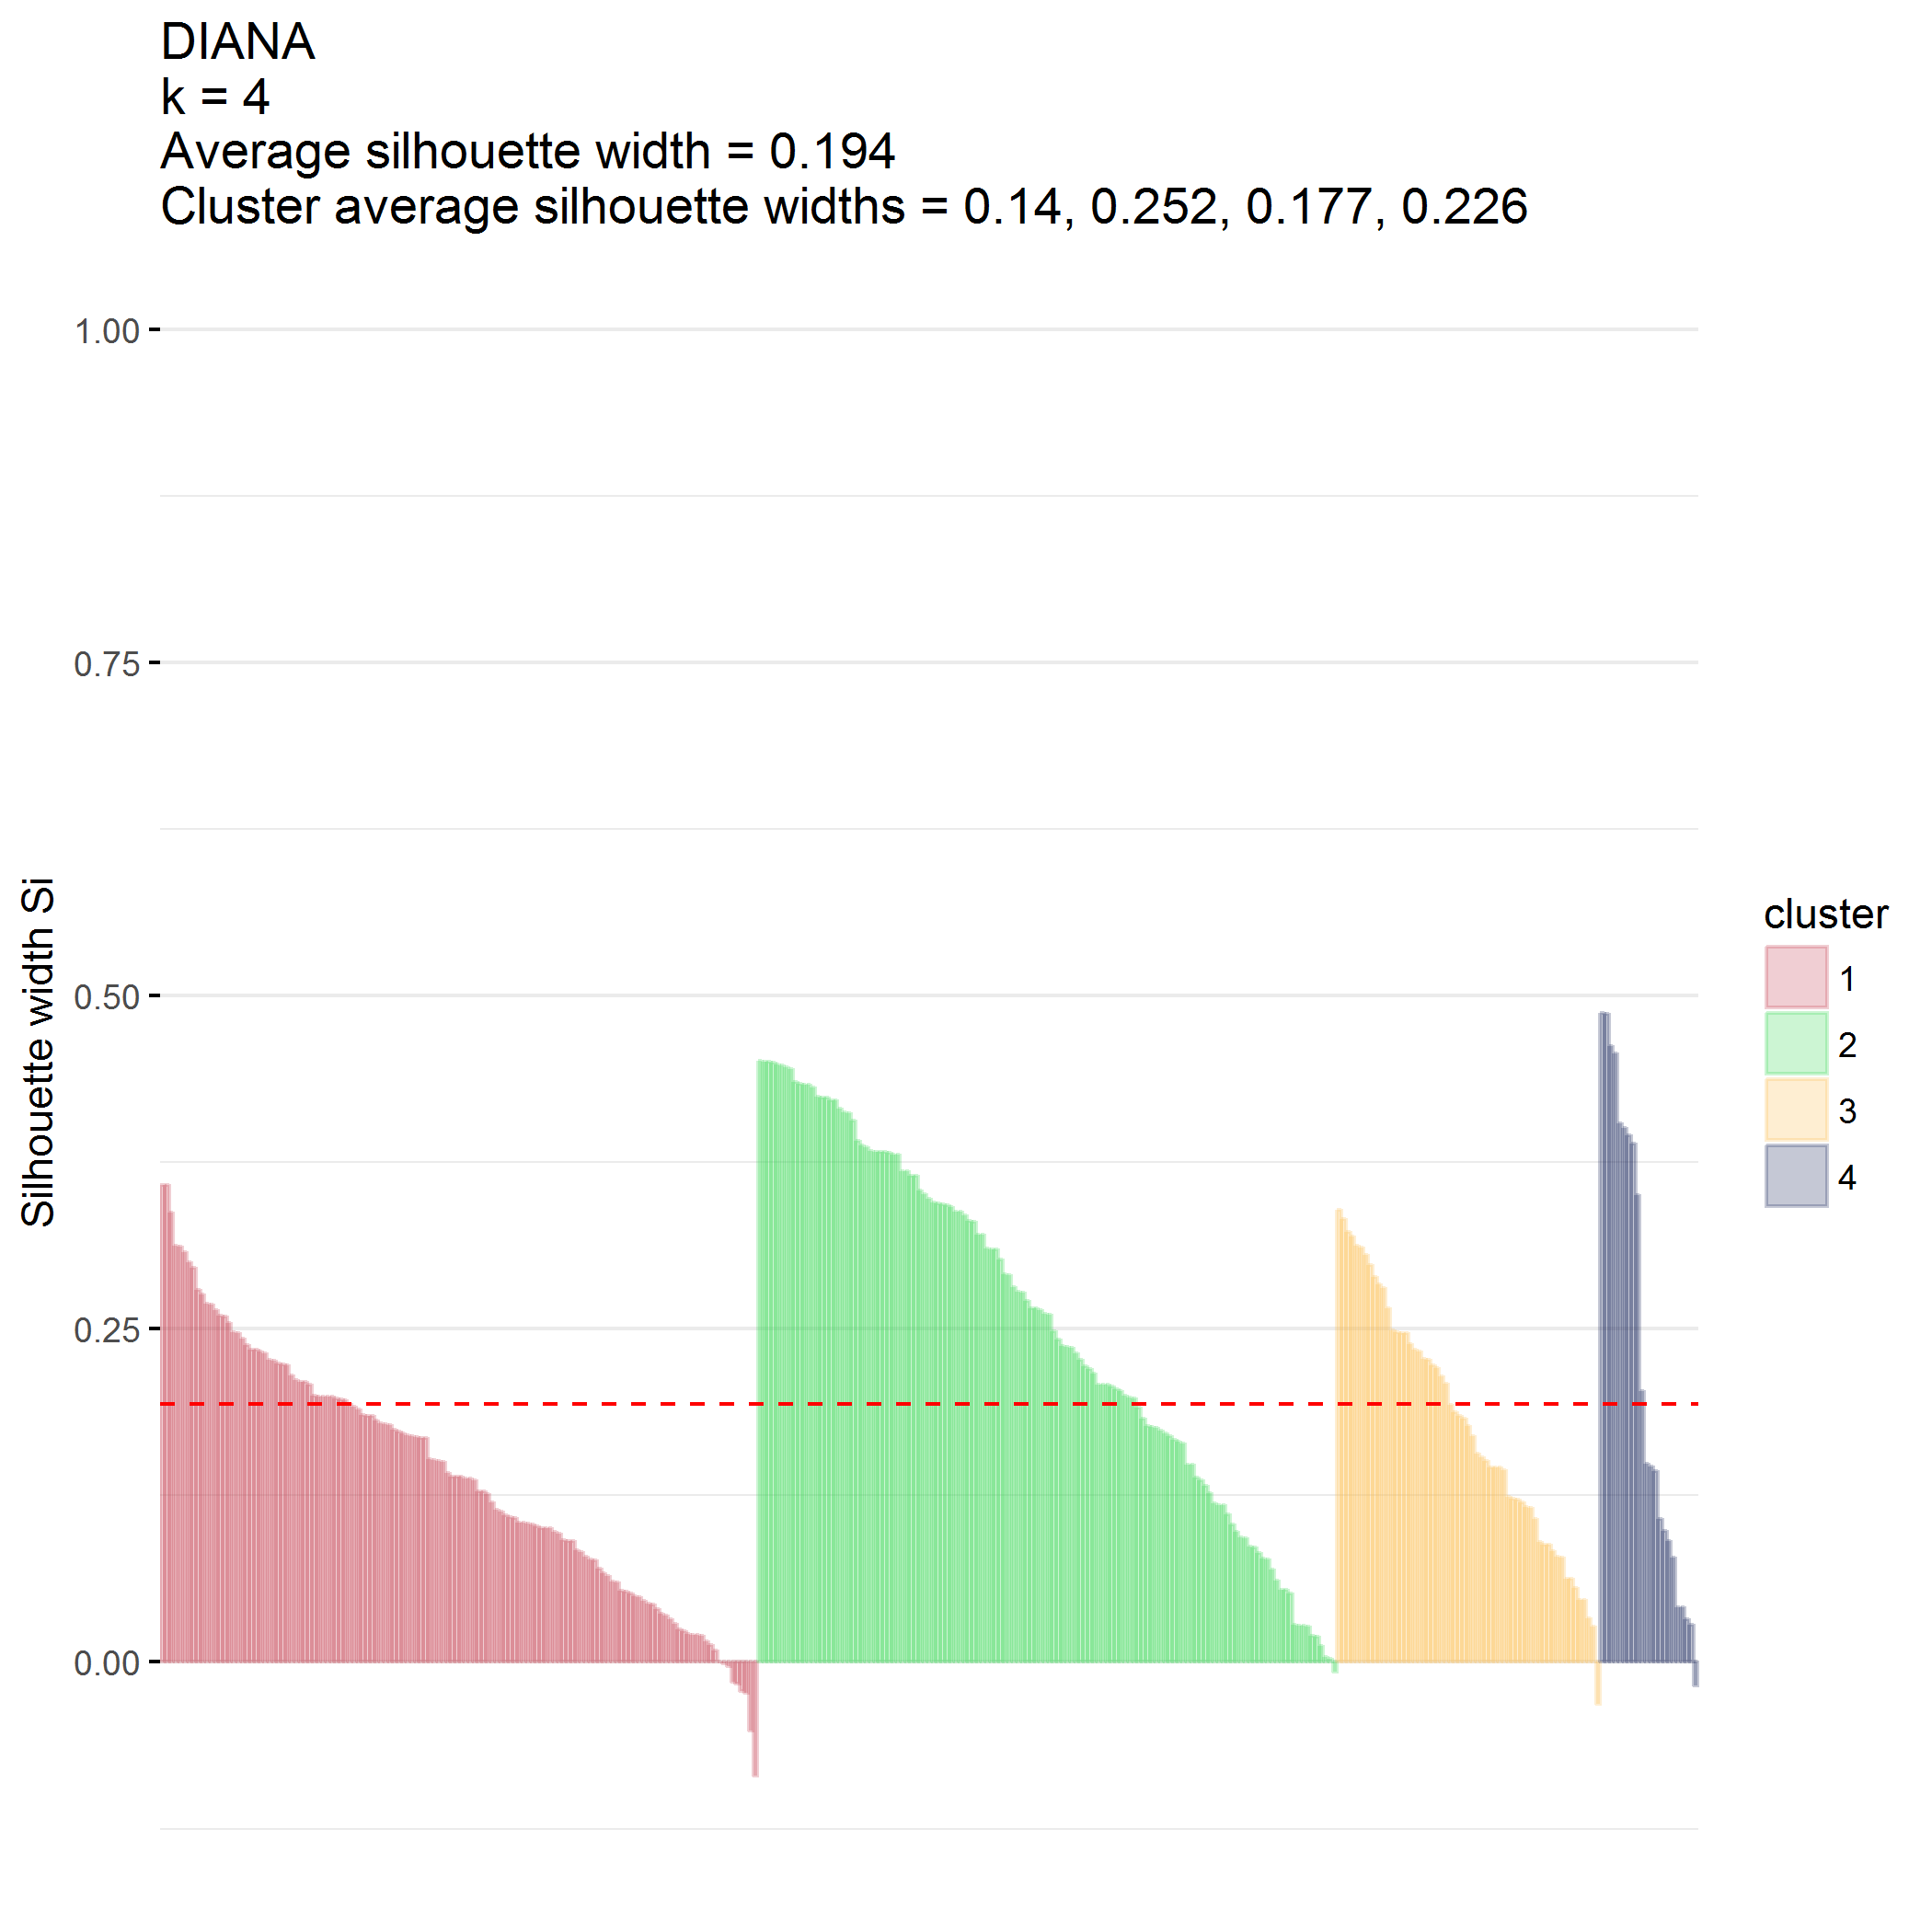 DIANA
k = 4
Average silhouette width = 0.194
Cluster average silhouette widths = 0.14, 0.252, 0.177, 0.226
1.00
0.75
0.50
0.25
0.00
Silhouette width Si
cluster
1
2
3
4